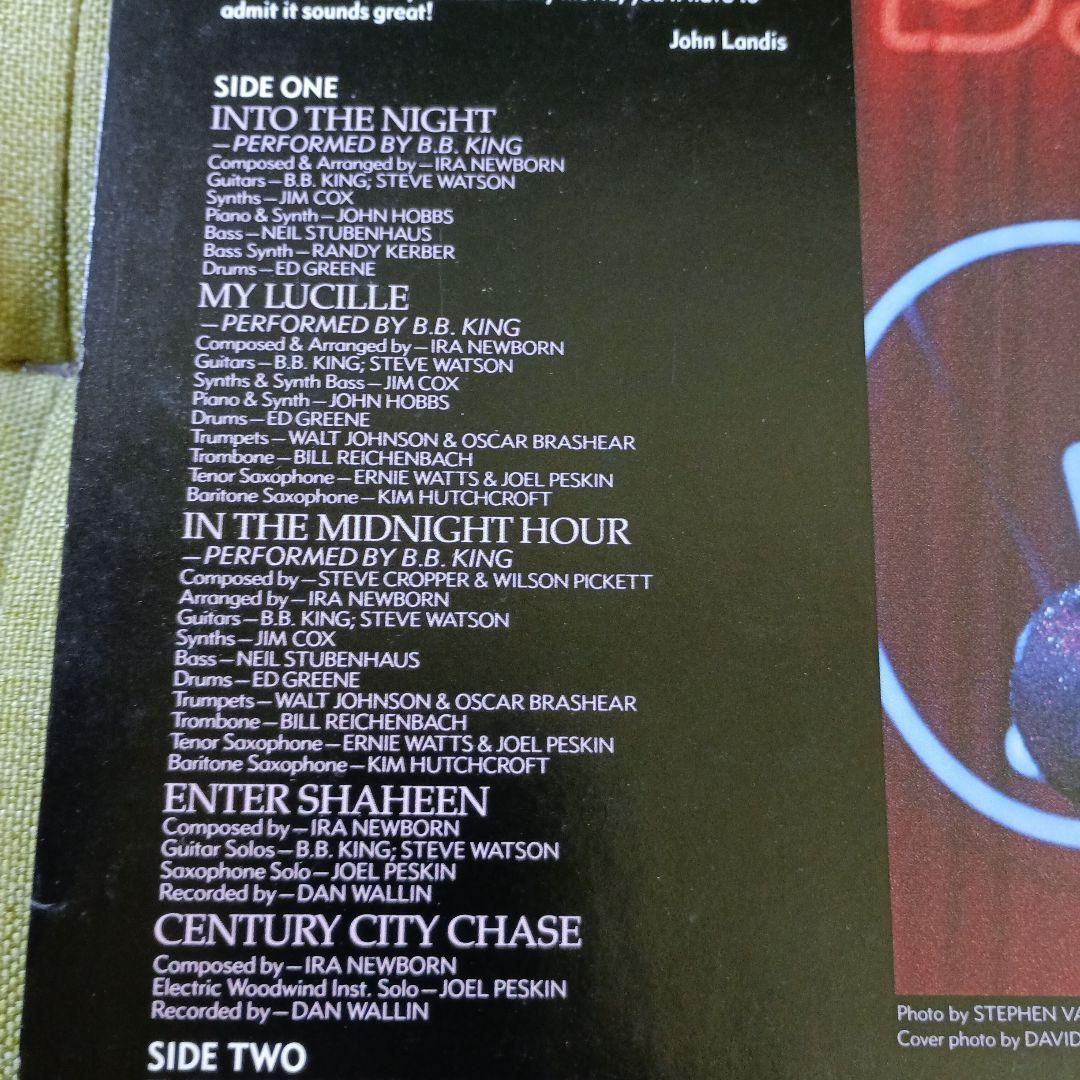 admit it sounds great!
John Landis
SIDE ONE
INTO THE NIGHT
—PERFORMED BY B.B. KING
Composed & Arranged by—IRA NEWBORN
Guitars—B.B. KING; STEVE WATSON
Synths—JIM COX
Piano & Synth—JOHN HOBBS
Bass—NEIL STUBENHAUS
Bass Synth—RANDY KERBER
Drums—ED GREENE
MY LUCILLE
—PERFORMED BY B.B. KING
Composed & Arranged by—IRA NEWBORN
Guitars—B.B. KING; STEVE WATSON
Synths & Synth Bass—JIM COX
Piano & Synth—JOHN HOBBS
Drums—ED GREENE
Trumpets—WALT JOHNSON & OSCAR BRASHEAR
Trombone—BILL REICHENBACH
Tenor Saxophone—ERNIE WATTS & JOEL PESKIN
Baritone Saxophone—KIM HUTCHCROFT
IN THE MIDNIGHT HOUR
—PERFORMED BY B.B. KING
Composed by—STEVE CROPPER & WILSON PICKETT
Arranged by—IRA NEWBORN
Guitars—B.B. KING; STEVE WATSON
Synths—JIM COX
Bass—NEIL STUBENHAUS
Drums—ED GREENE
Trumpets—WALT JOHNSON & OSCAR BRASHEAR
Trombone—BILL REICHENBACH
Tenor Saxophone—ERNIE WATTS & JOEL PESKIN
Baritone Saxophone—KIM HUTCHCROFT
ENTER SHAHEEN
Composed by—IRA NEWBORN
Guitar Solos—B.B. KING; STEVE WATSON
Saxophone Solo—JOEL PESKIN
Recorded by—DAN WALLIN
CENTURY CITY CHASE
Composed by—IRA NEWBORN
Electric Woodwind Inst. Solo—JOEL PESKIN
Recorded by—DAN WALLIN
SIDE TWO
Photo by STEPHEN VA
Cover photo by DAVID